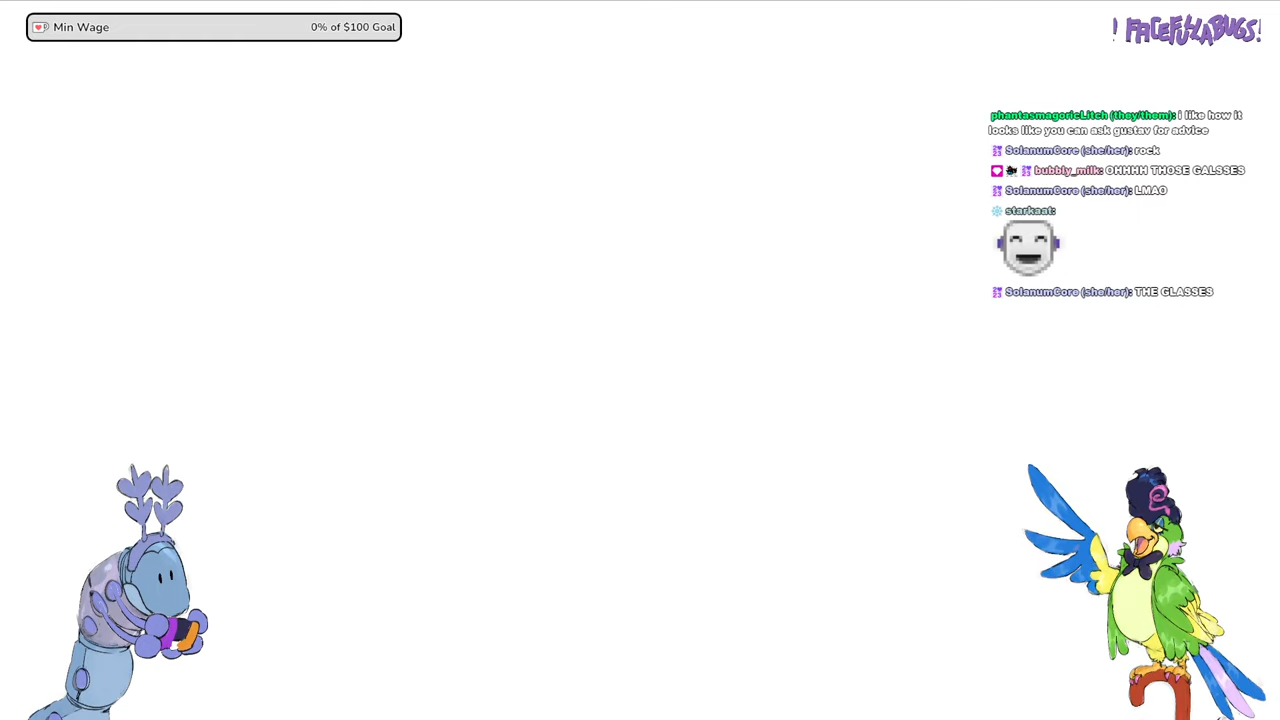 Min Wage 0% of $100 Goal
! FACEFULLABUGS!
phantasmagoricLitch (they/them): i like how it
looks like you can ask gustav for advice
SolanumCore (she/her): rock
bubbly_milk: OHHHH THOSE GALSSES
SolanumCore (she/her): LMAO
starkaat:
SolanumCore (she/her): THE GLASSES